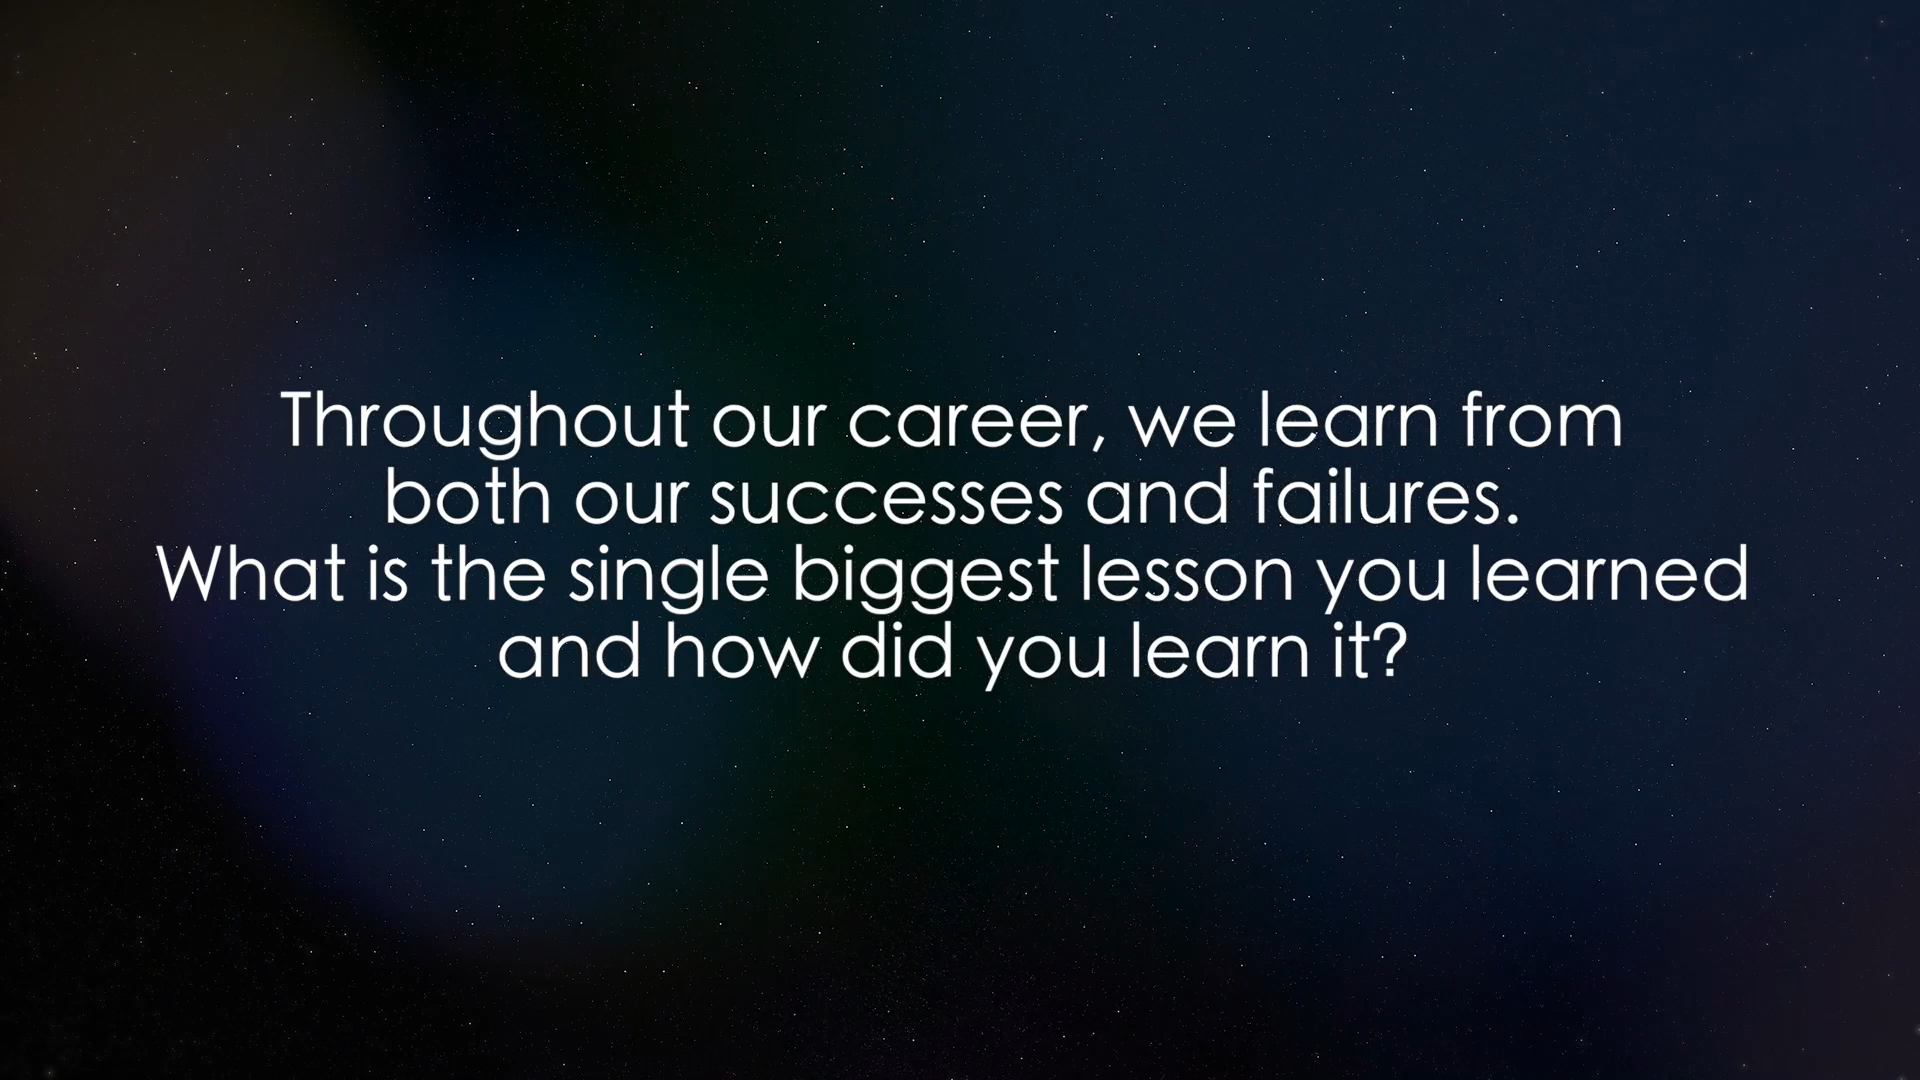 Throughout our career, we learn from
both our successes and failures.
What is the single biggest lesson you learned
and how did you learn it?